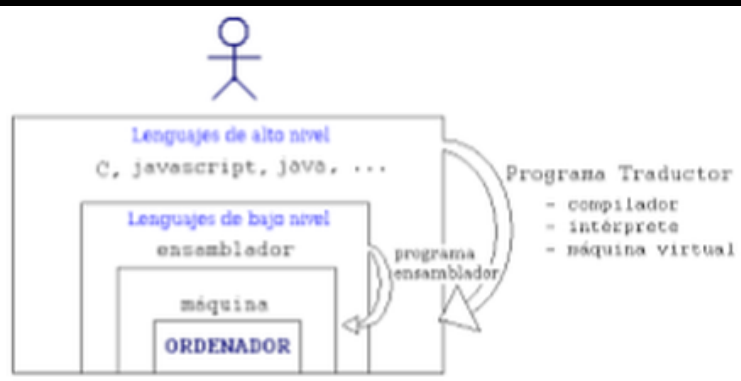 Lenguajes de alto nivel
C, javascript, java, ...
Lenguajes de bajo nivel
ensamblador
máquina
ORDENADOR
programa
ensamblador
Programa Traductor
- compilador
- intérprete
- máquina virtual